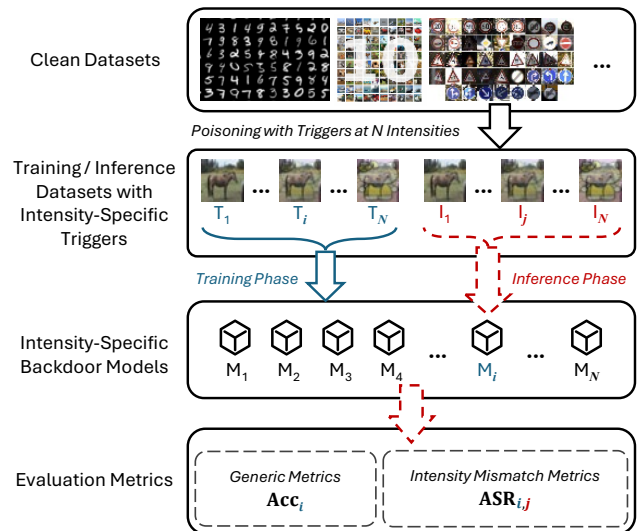 Clean Datasets
10
...
Poisoning with Triggers at N Intensities
Training / Inference
Datasets with
Intensity-Specific
Triggers
... ... ... ...
T1 Ti TN I1 Ij IN
Training Phase
Inference Phase
Intensity-Specific
Backdoor Models
... ...
M1 M2 M3 M4 Mi MN
Evaluation Metrics
Generic Metrics
Acci
Intensity Mismatch Metrics
ASRi,j